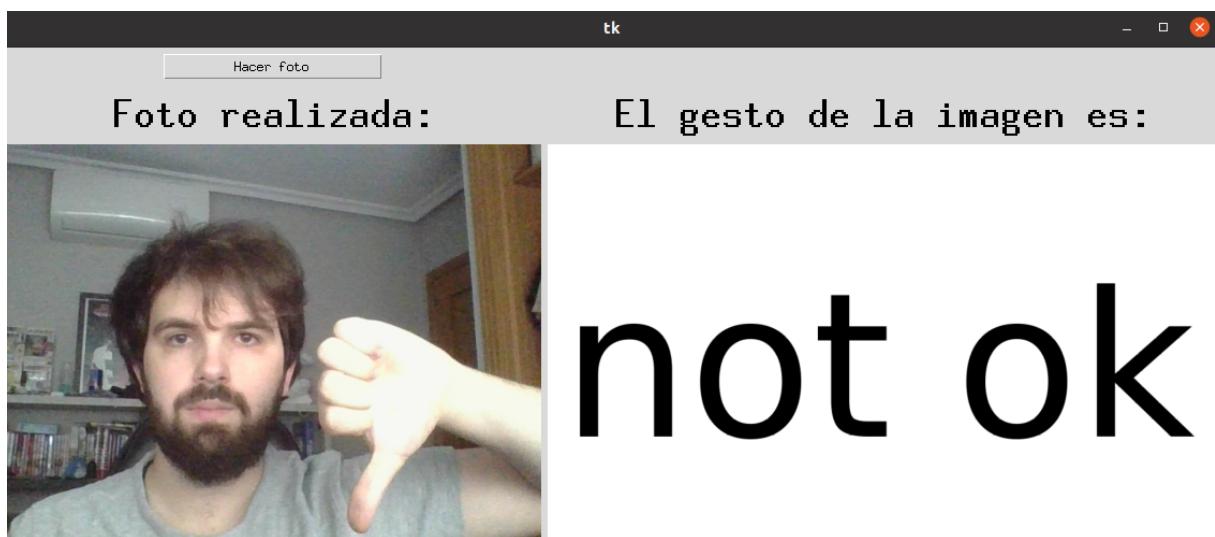 tk
Hacer foto
Foto realizada:
El gesto de la imagen es:
not ok